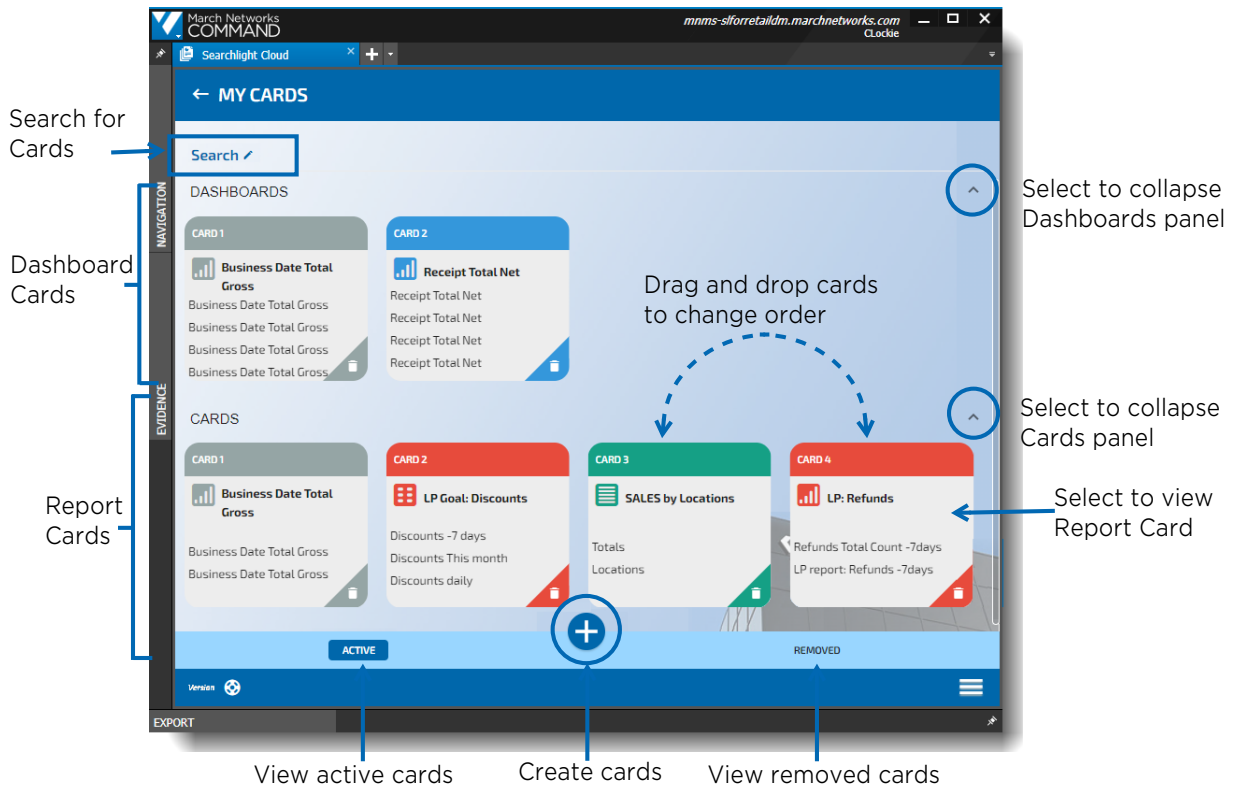 March Networks
COMMAND
mnms-slforretaildm.marchnetworks.com
CLockie
Searchlight Cloud
MY CARDS
Search for
Cards
Search
NAVIGATION
DASHBOARDS
Select to collapse
Dashboards panel
Dashboard
Cards
CARD 1
Business Date Total
Gross
Business Date Total Gross
Business Date Total Gross
Business Date Total Gross
Business Date Total Gross
CARD 2
Receipt Total Net
Receipt Total Net
Receipt Total Net
Receipt Total Net
Receipt Total Net
Drag and drop cards
to change order
EVIDENCE
CARDS
Select to collapse
Cards panel
Report
Cards
CARD 1
Business Date Total
Gross
Business Date Total Gross
Business Date Total Gross
CARD 2
LP Goal: Discounts
Discounts -7 days
Discounts This month
Discounts daily
CARD 3
SALES by Locations
Totals
Locations
CARD 4
LP: Refunds
Refunds Total Count -7days
LP report: Refunds -7days
Select to view
Report Card
ACTIVE
REMOVED
Version
EXPORT
View active cards
Create cards
View removed cards